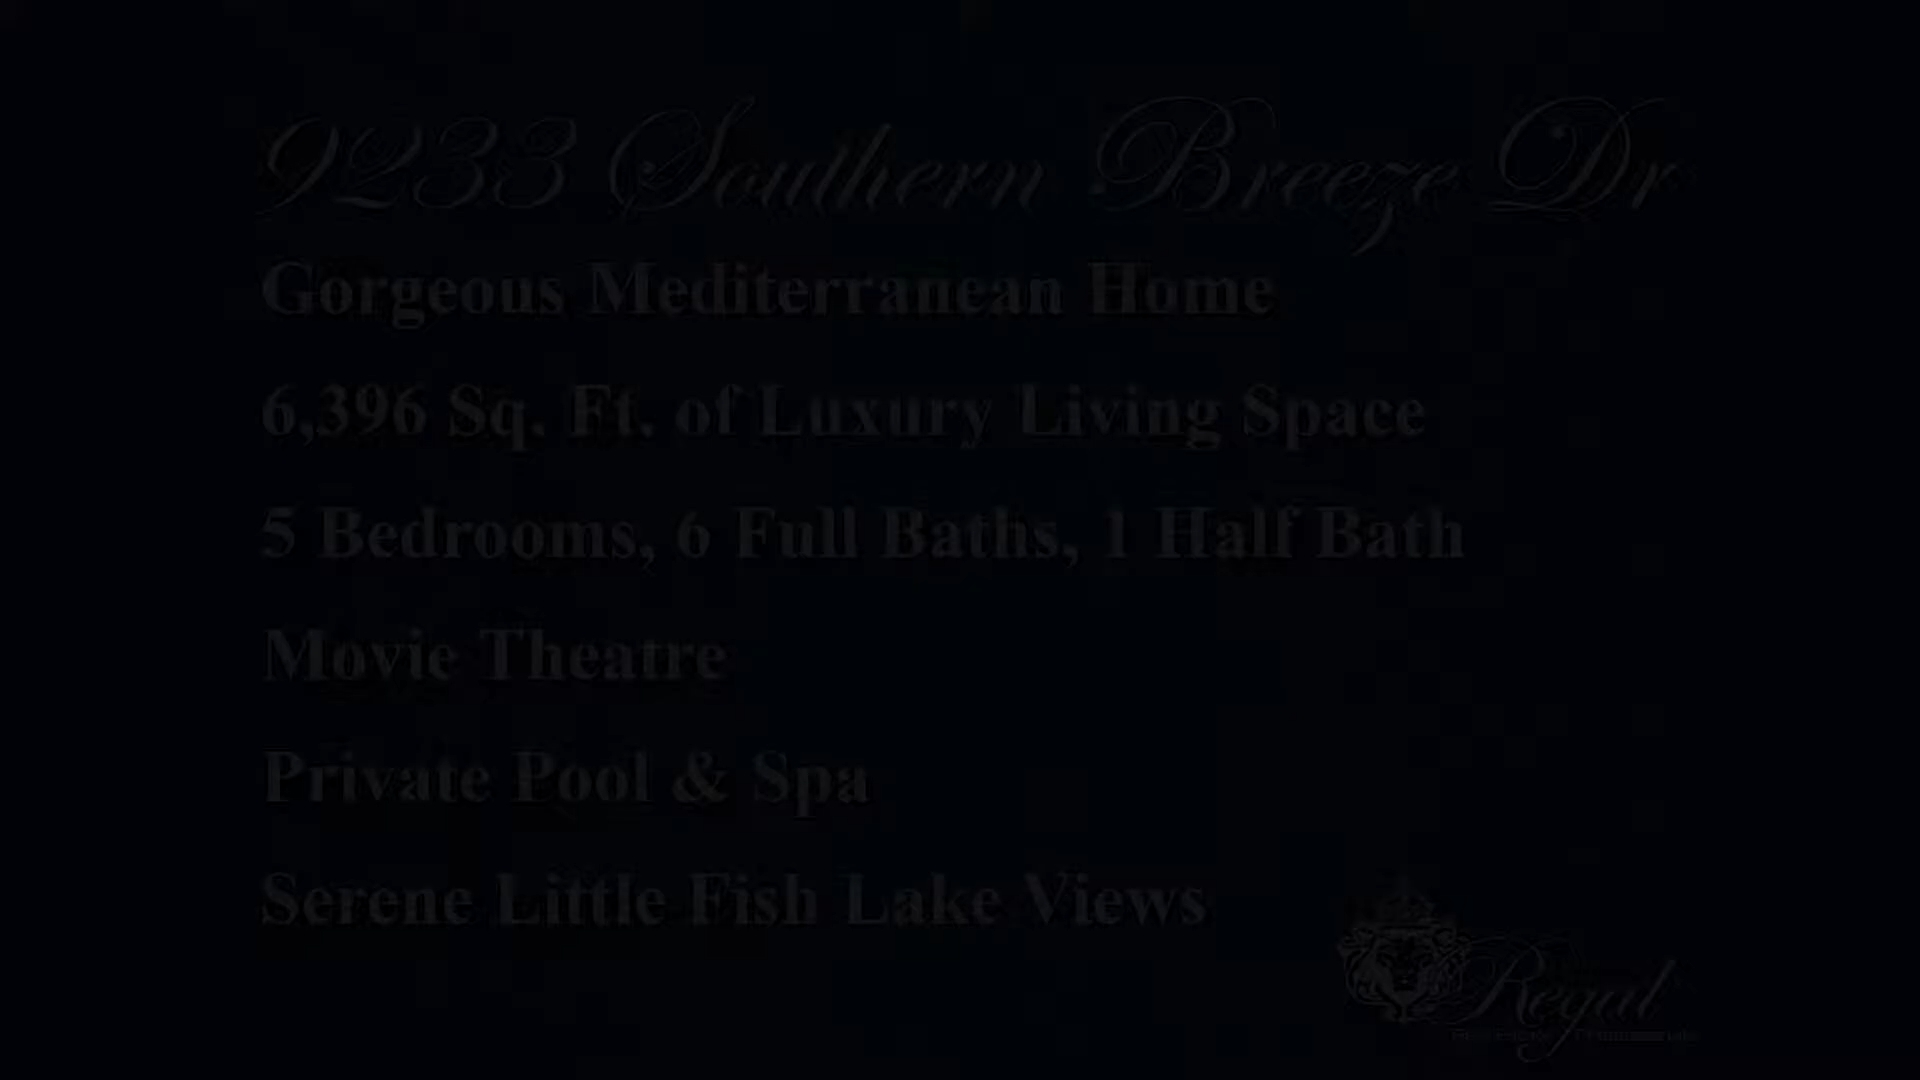 9233 Southern Breeze Dr
Gorgeous Mediterranean Home
6,396 Sq. Ft. of Luxury Living Space
5 Bedrooms, 6 Full Baths, 1 Half Bath
Movie Theatre
Private Pool & Spa
Serene Little Fish Lake Views
Regal